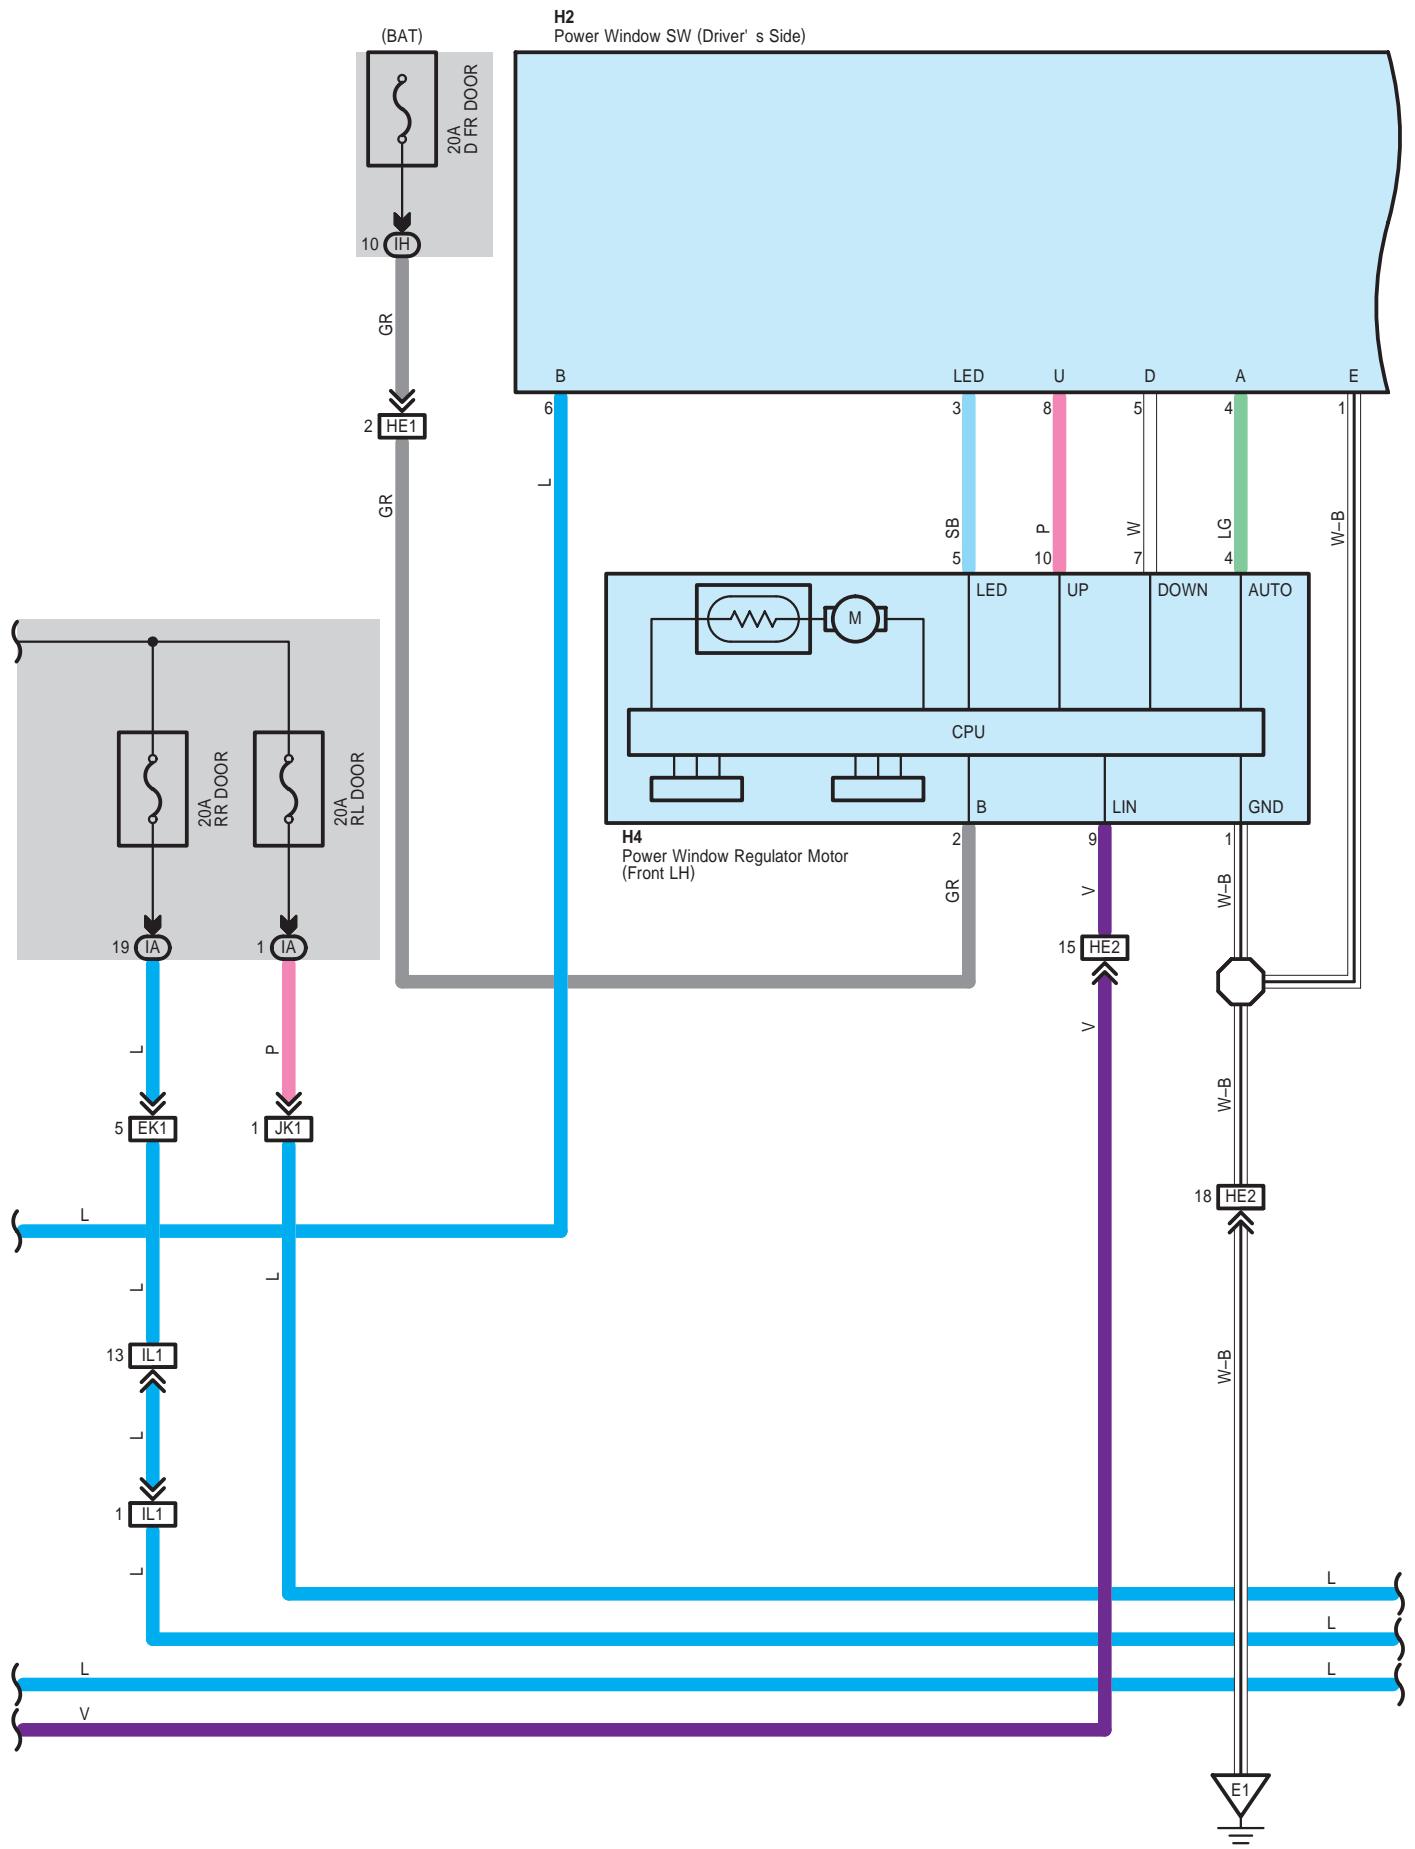 H2
Power Window SW (Driver' s Side)
(BAT)
20A
D FR DOOR
10 IH
GR
2 HE1
GR
B LED U D A E
6 3 8 5 4 1
L
SB P W LG W–B
5 10 7 4
LED UP DOWN AUTO
M
CPU
B LIN GND
H4
Power Window Regulator Motor
(Front LH)
2 9 1
GR V W–B
20A
RR DOOR
20A
RL DOOR
19 IA 1 IA
15 HE2
V
L P
W–B
5 EK1 1 JK1
18 HE2
L
L L
13 IL1
W–B
L
1 IL1
L
L
L
L L
V
E1